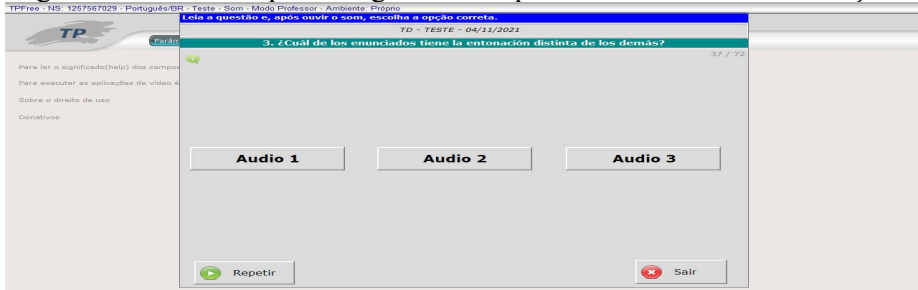 TPFree - NS: 1257567029 - Português/BR - Teste - Som - Modo Professor - Ambiente: Próprio
Leia a questão e, após ouvir o som, escolha a opção correta.
TD - TESTE - 04/11/2021
TP
Parâm
3. ¿Cuál de los enunciados tiene la entonación distinta de los demás?
37 / 72
Para ler o significado(help) dos campos
Para executar as aplicações de vídeo e
Sobre o direito de uso
Donativos
Audio 1
Audio 2
Audio 3
Repetir
Sair